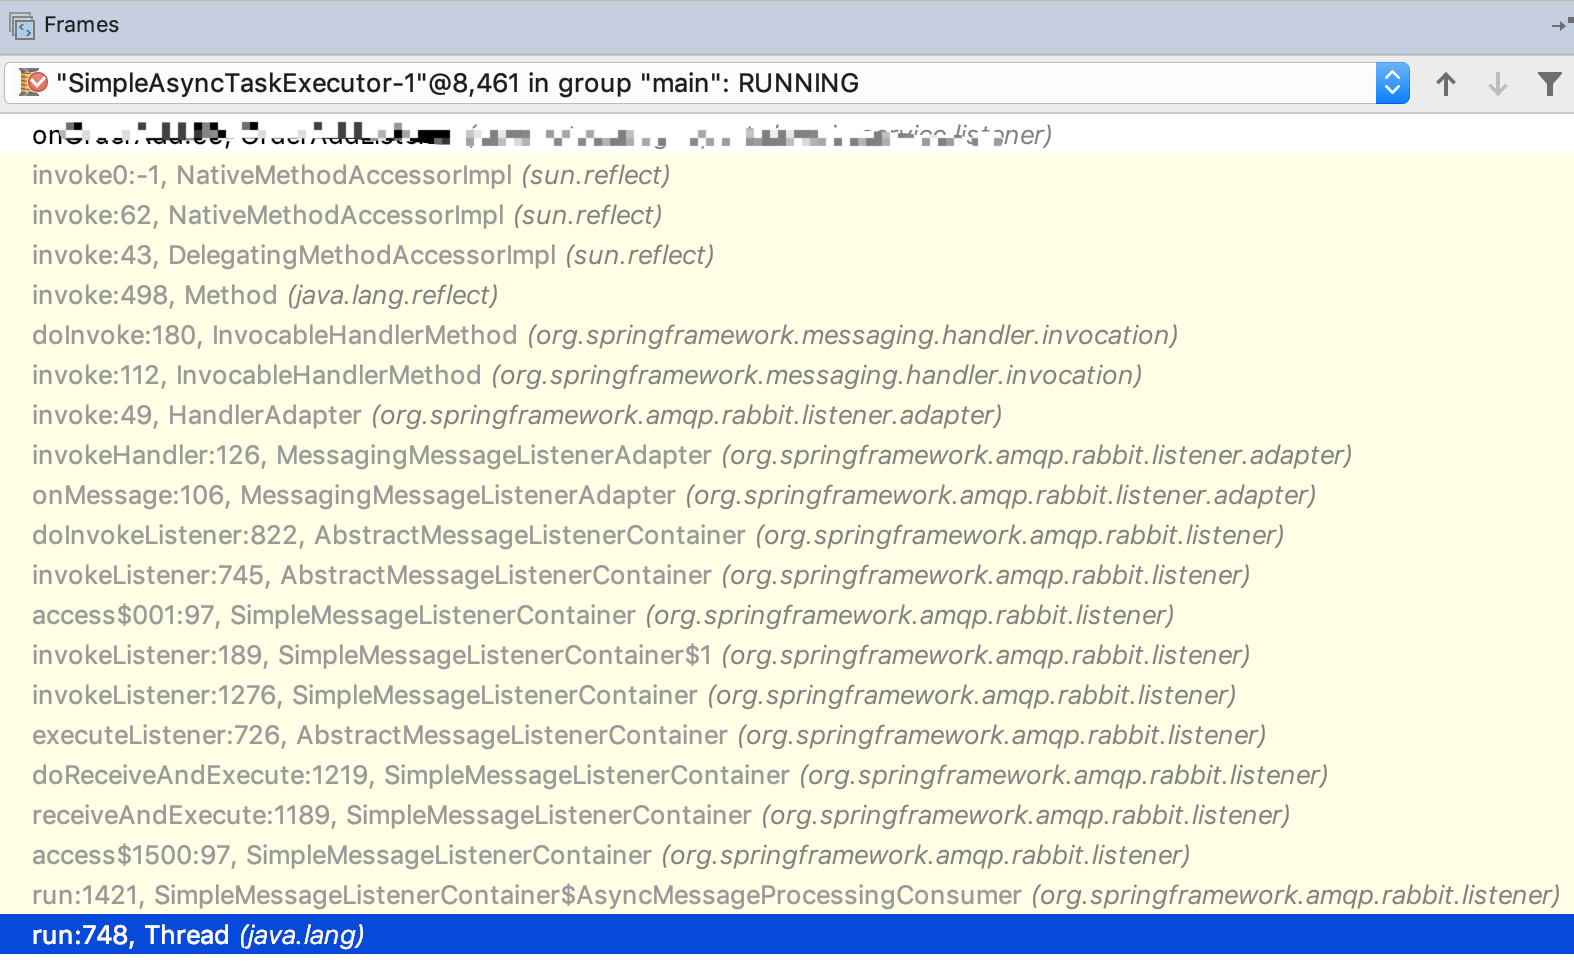 Frames
"SimpleAsyncTaskExecutor-1"@8,461 in group "main": RUNNING
invoke0:-1, NativeMethodAccessorImpl (sun.reflect)
invoke:62, NativeMethodAccessorImpl (sun.reflect)
invoke:43, DelegatingMethodAccessorImpl (sun.reflect)
invoke:498, Method (java.lang.reflect)
doInvoke:180, InvocableHandlerMethod (org.springframework.messaging.handler.invocation)
invoke:112, InvocableHandlerMethod (org.springframework.messaging.handler.invocation)
invoke:49, HandlerAdapter (org.springframework.amqp.rabbit.listener.adapter)
invokeHandler:126, MessagingMessageListenerAdapter (org.springframework.amqp.rabbit.listener.adapter)
onMessage:106, MessagingMessageListenerAdapter (org.springframework.amqp.rabbit.listener.adapter)
doInvokeListener:822, AbstractMessageListenerContainer (org.springframework.amqp.rabbit.listener)
invokeListener:745, AbstractMessageListenerContainer (org.springframework.amqp.rabbit.listener)
access$001:97, SimpleMessageListenerContainer (org.springframework.amqp.rabbit.listener)
invokeListener:189, SimpleMessageListenerContainer$1 (org.springframework.amqp.rabbit.listener)
invokeListener:1276, SimpleMessageListenerContainer (org.springframework.amqp.rabbit.listener)
executeListener:726, AbstractMessageListenerContainer (org.springframework.amqp.rabbit.listener)
doReceiveAndExecute:1219, SimpleMessageListenerContainer (org.springframework.amqp.rabbit.listener)
receiveAndExecute:1189, SimpleMessageListenerContainer (org.springframework.amqp.rabbit.listener)
access$1500:97, SimpleMessageListenerContainer (org.springframework.amqp.rabbit.listener)
run:1421, SimpleMessageListenerContainer$AsyncMessageProcessingConsumer (org.springframework.amqp.rabbit.listener)
run:748, Thread (java.lang)